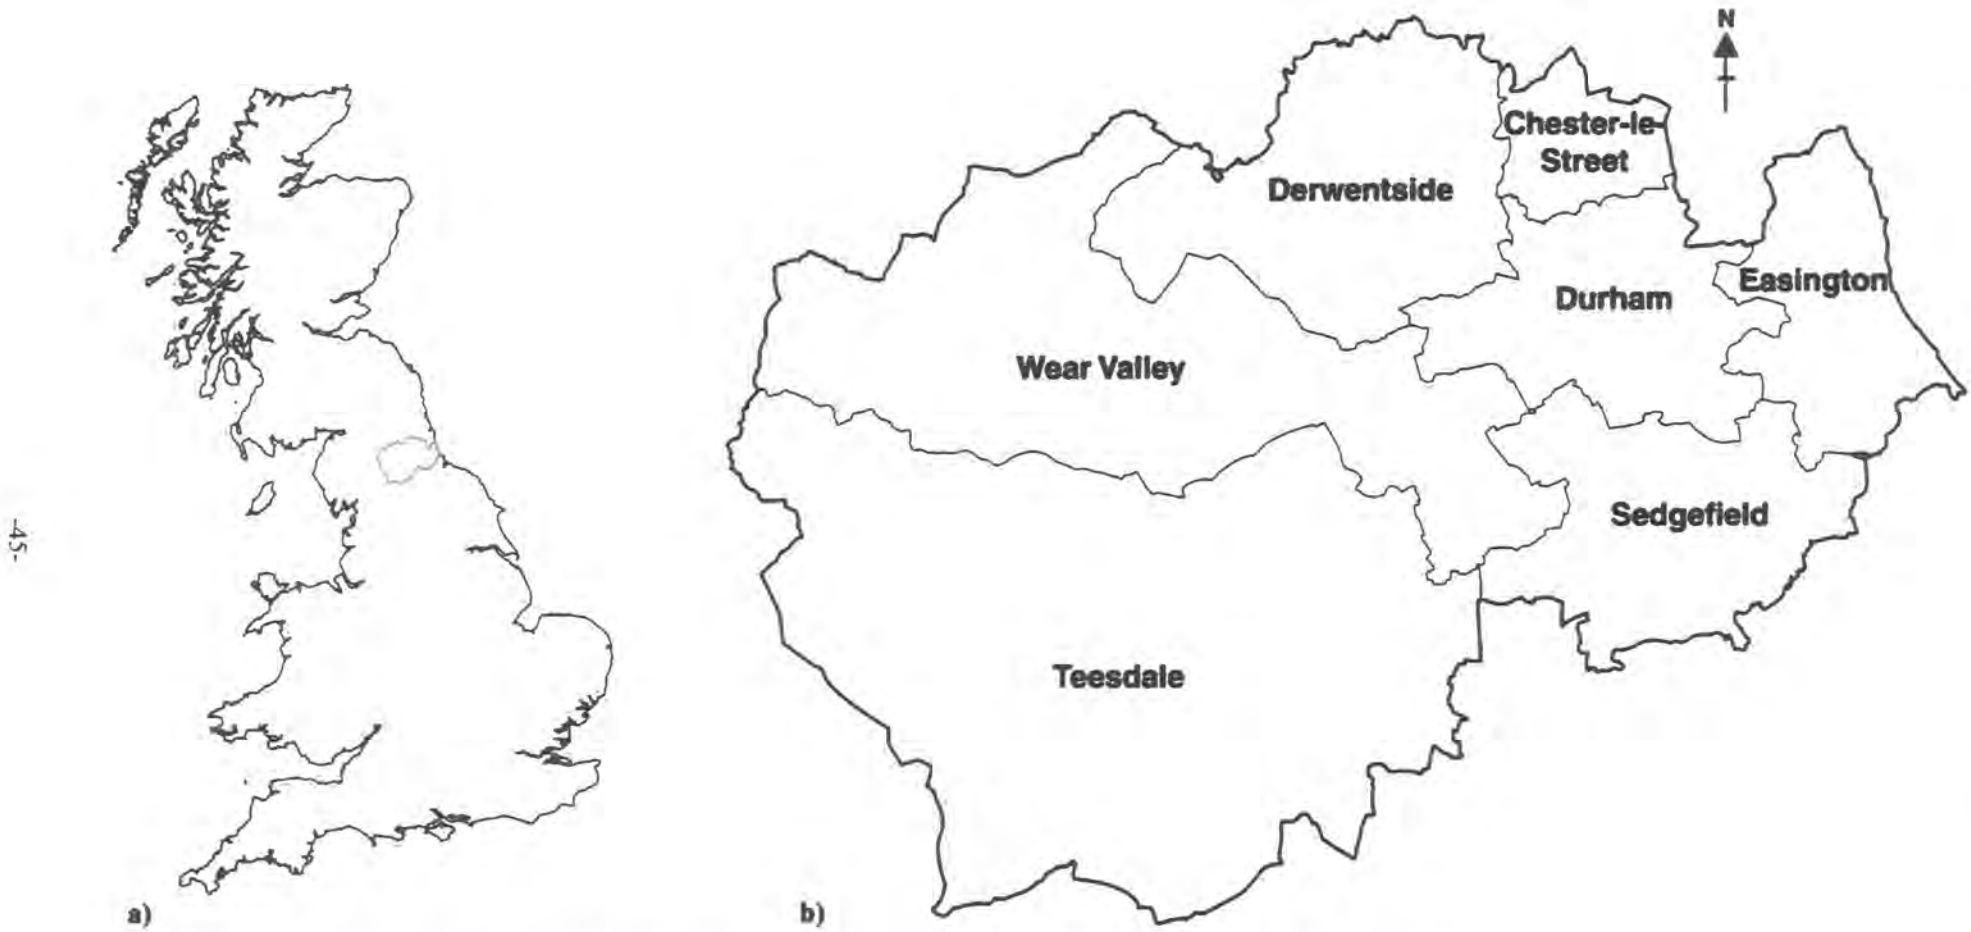 N
Chester-le-
Street
Derwentside
Easington
Durham
Wear Valley
Sedgefield
Teesdale
-45-
a)
b)